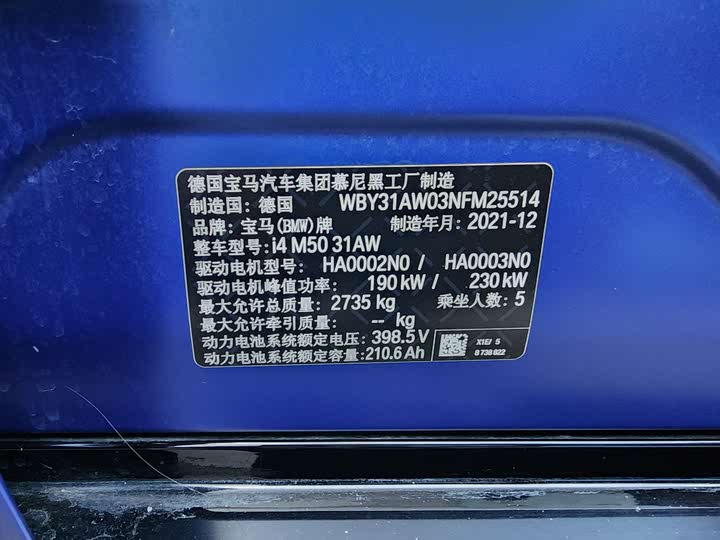 德国宝马汽车集团慕尼黑工厂制造
制造国: 德国 WBY31AW03NFM25514
品牌: 宝马(BMW)牌 制造年月: 2021-12
整车型号: i4 M50 31AW
驱动电机型号: HA0002N0 / HA0003N0
驱动电机峰值功率: 190 kW / 230 kW
最大允许总质量: 2735 kg 乘坐人数: 5
最大允许牵引质量: -- kg
动力电池系统额定电压: 398.5 V X1E/ 5
动力电池系统额定容量: 210.6 Ah 8 738 822